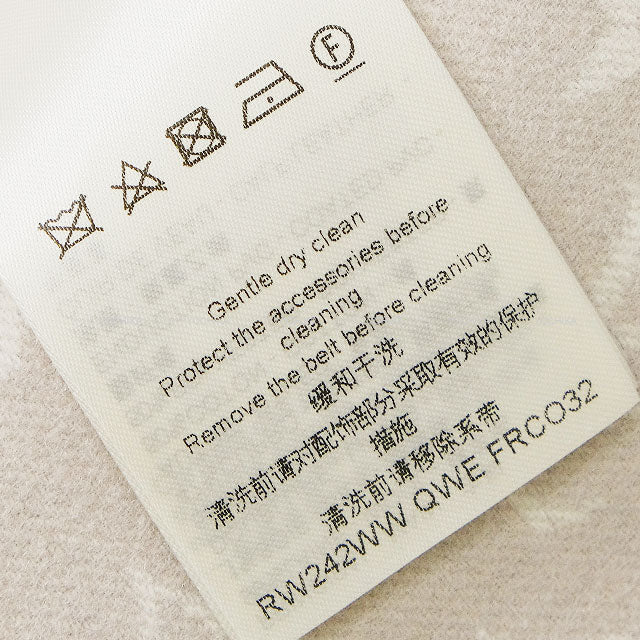 F
Gentle dry clean
Protect the accessories before
cleaning
Remove the belt before cleaning
缓和干洗
清洗前请对配饰部分采取有效的保护
措施
清洗前请移除系带
RW242WW QWE FRCO32